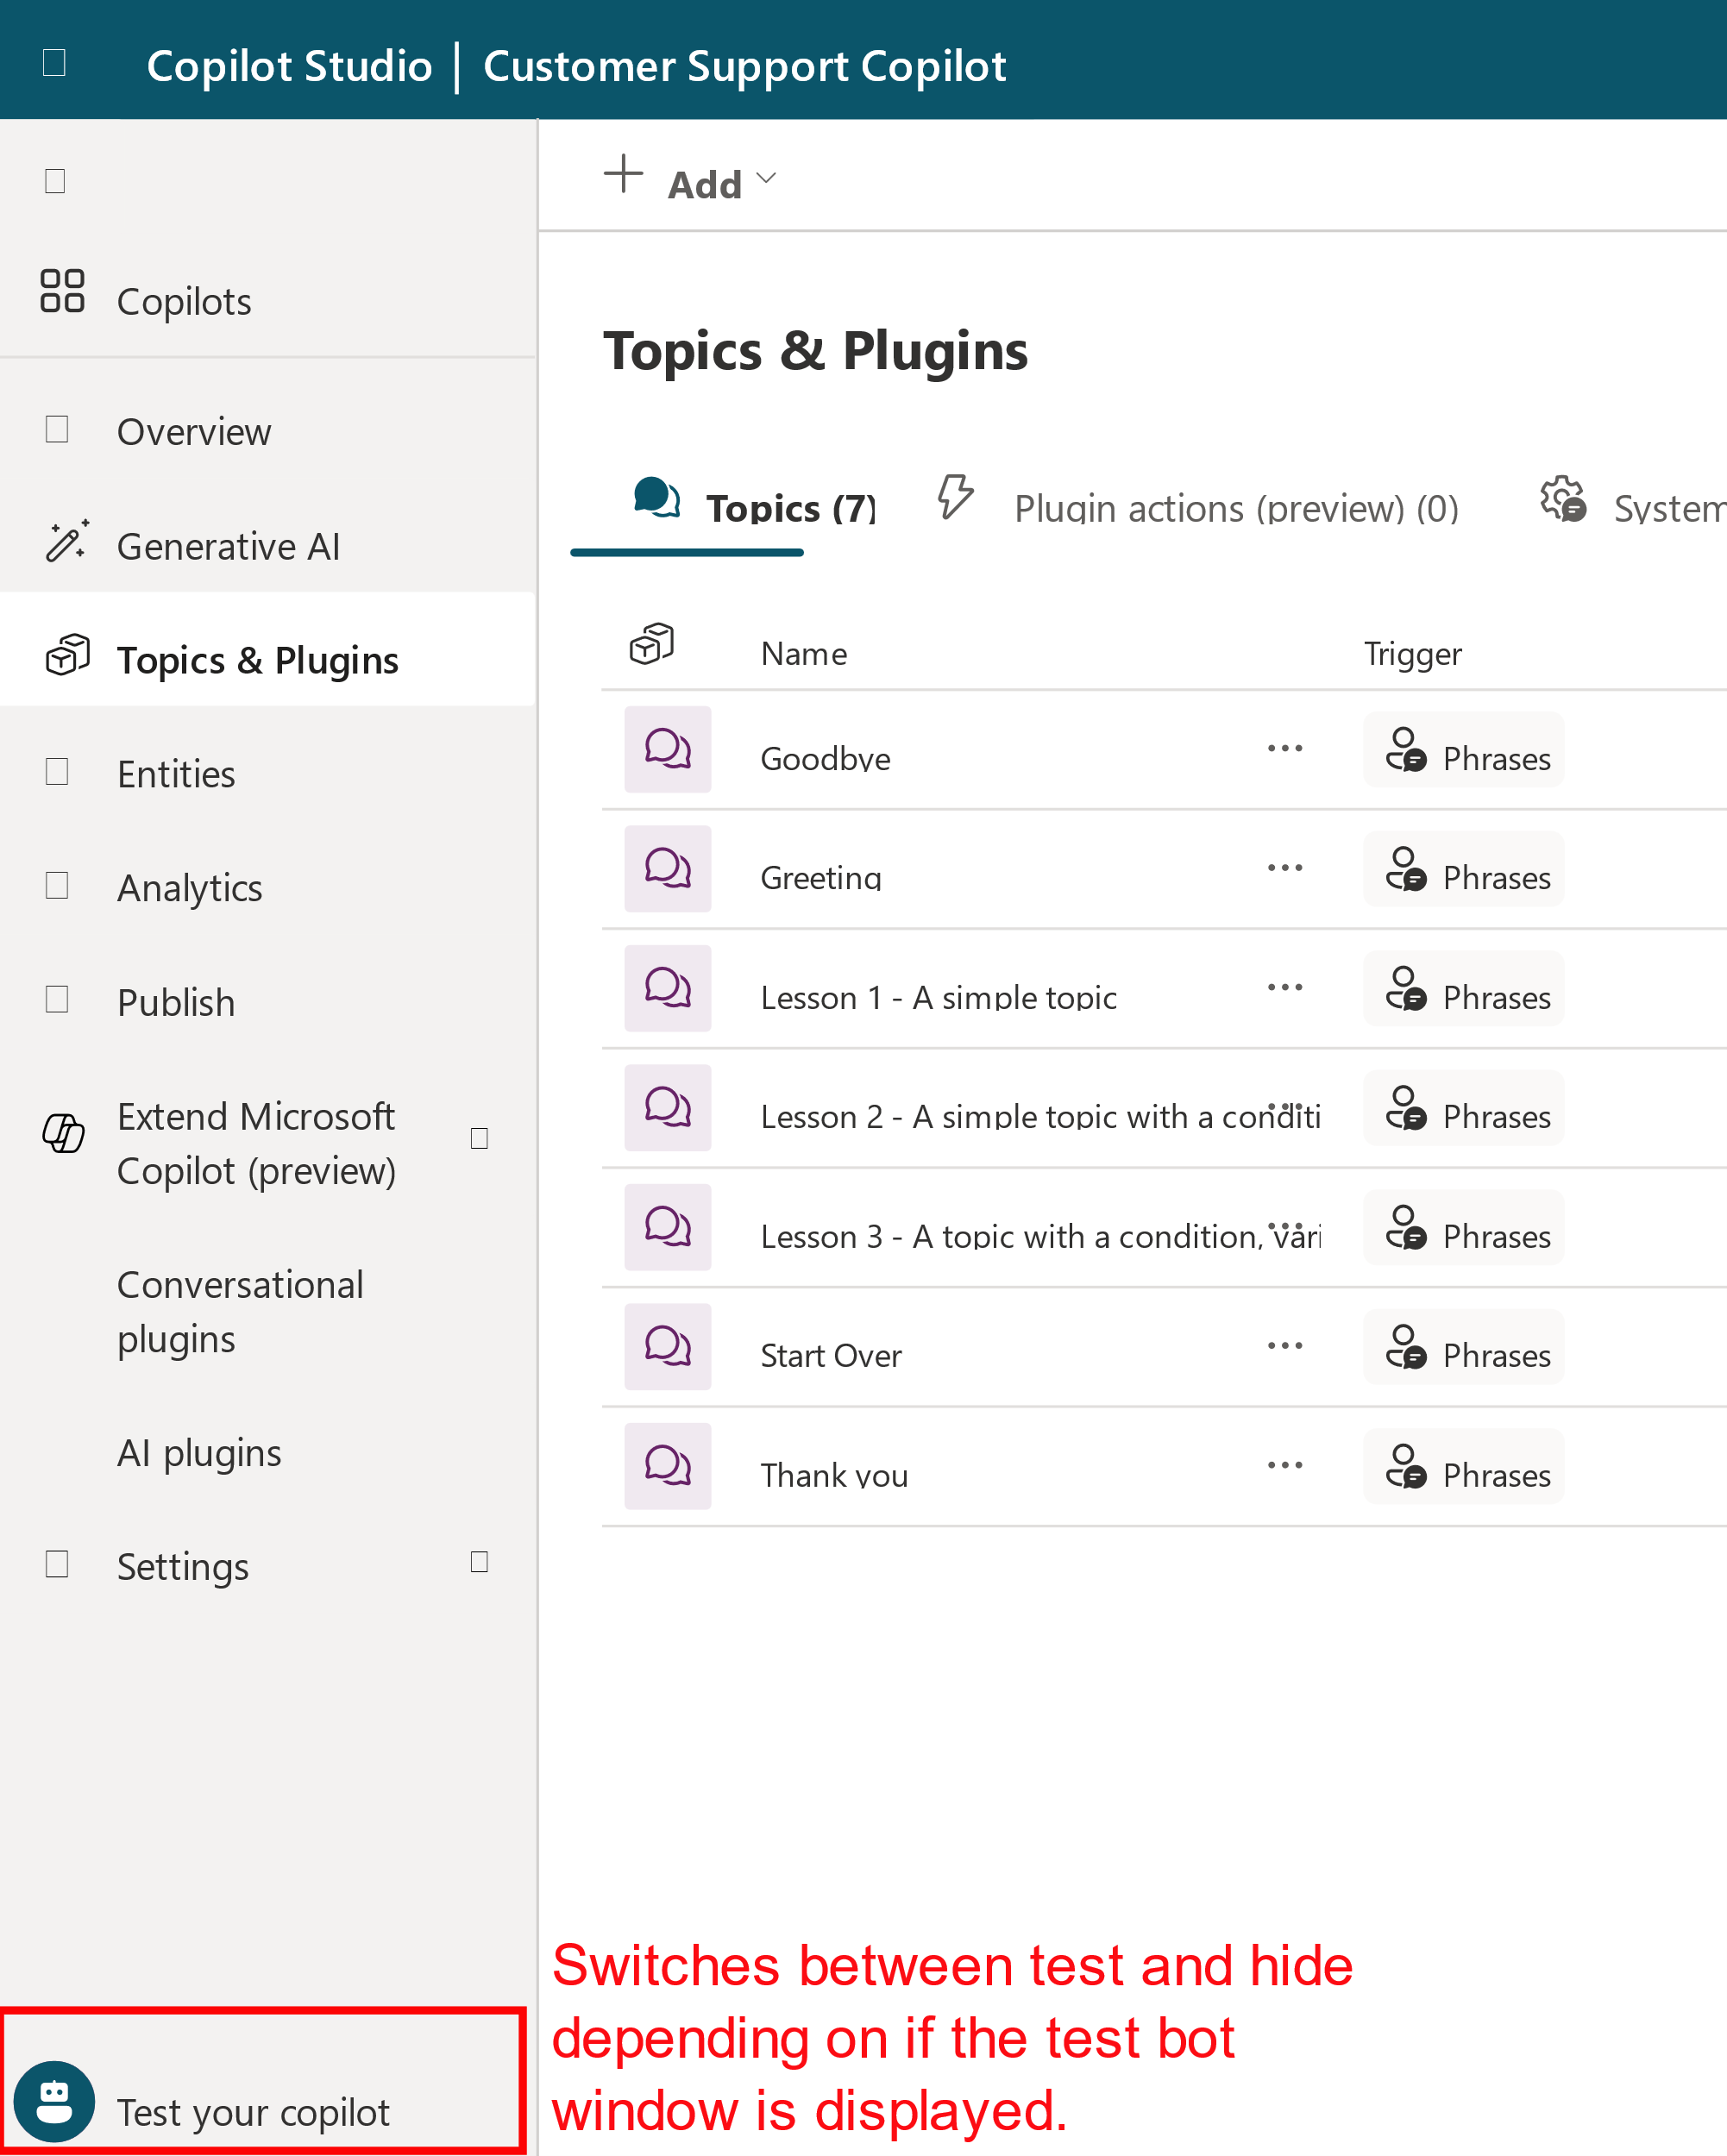 Copilot Studio | Customer Support Copilot
Add
Copilots
Overview
Generative AI
Topics & Plugins
Entities
Analytics
Publish
Extend Microsoft
Copilot (preview)
Conversational
plugins
AI plugins
Settings
Test your copilot
Topics & Plugins
Topics (7) Plugin actions (preview) (0) System
Name Trigger
Goodbye ... Phrases
Greeting ... Phrases
Lesson 1 - A simple topic ... Phrases
Lesson 2 - A simple topic with a conditi ... Phrases
Lesson 3 - A topic with a condition, vari ... Phrases
Start Over ... Phrases
Thank you ... Phrases
Switches between test and hide
depending on if the test bot
window is displayed.